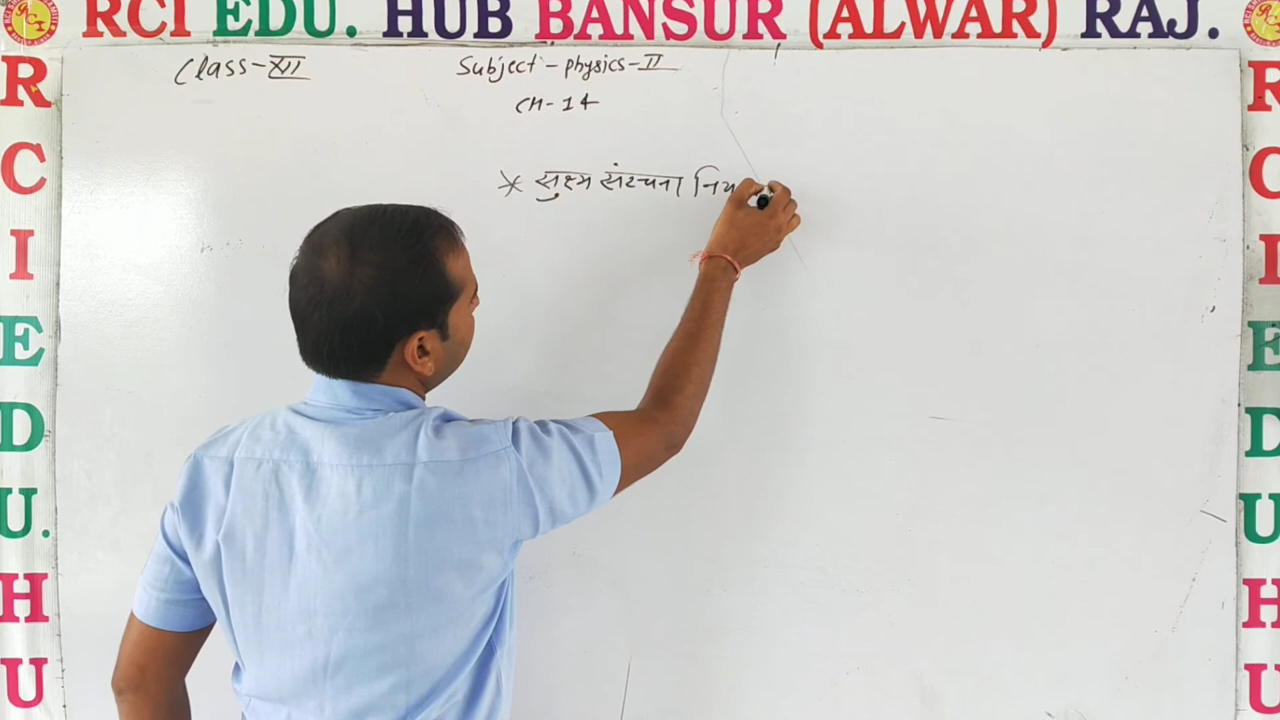 RCI EDU. HUB BANSUR (ALWAR) RAJ.
Class-XII
Subject-physics-II
CH-14
* सुक्ष्म संरचना निय
R
C
I
E
D
U.
H
U
R
C
I
E
D
U
H
U